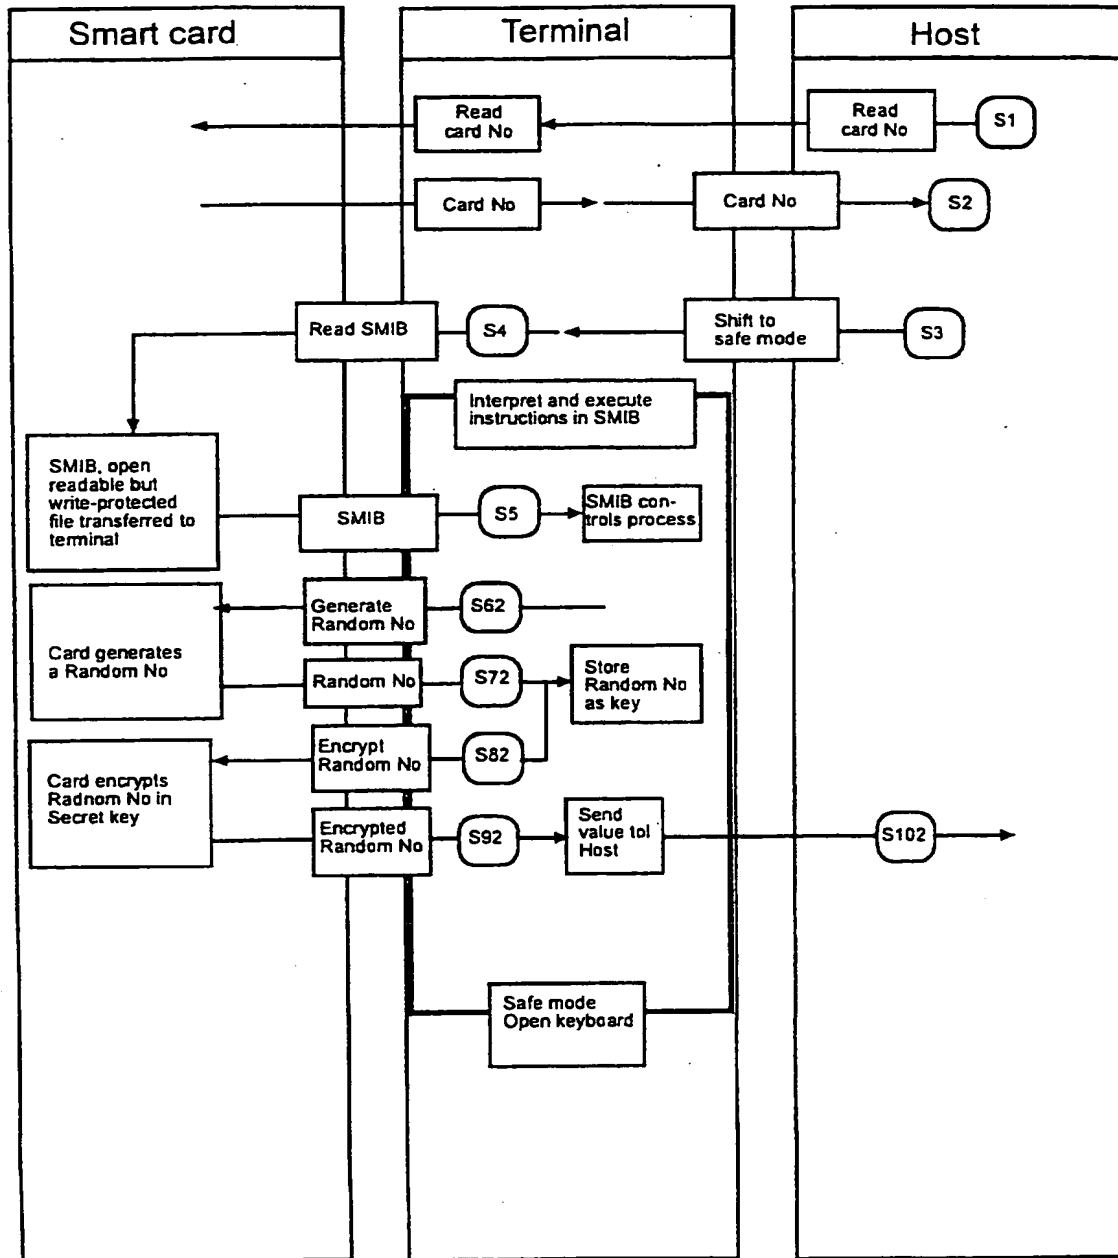 Smart card
Terminal
Host
Read
card No
Read
card No
S1
Card No
Card No
S2
Read SMIB
S4
Shift to
safe mode
S3
Interpret and execute
instructions in SMIB
SMIB, open
readable but
write-protected
file transferred to
terminal
SMIB
S5
SMIB con-
trols process
Generate
Random No
S62
Card generates
a Random No
Random No
S72
Store
Random No
as key
Encrypt
Random No
S82
Card encrypts
Radnom No in
Secret key
Encrypted
Random No
S92
Send
value tol
Host
S102
Safe mode
Open keyboard